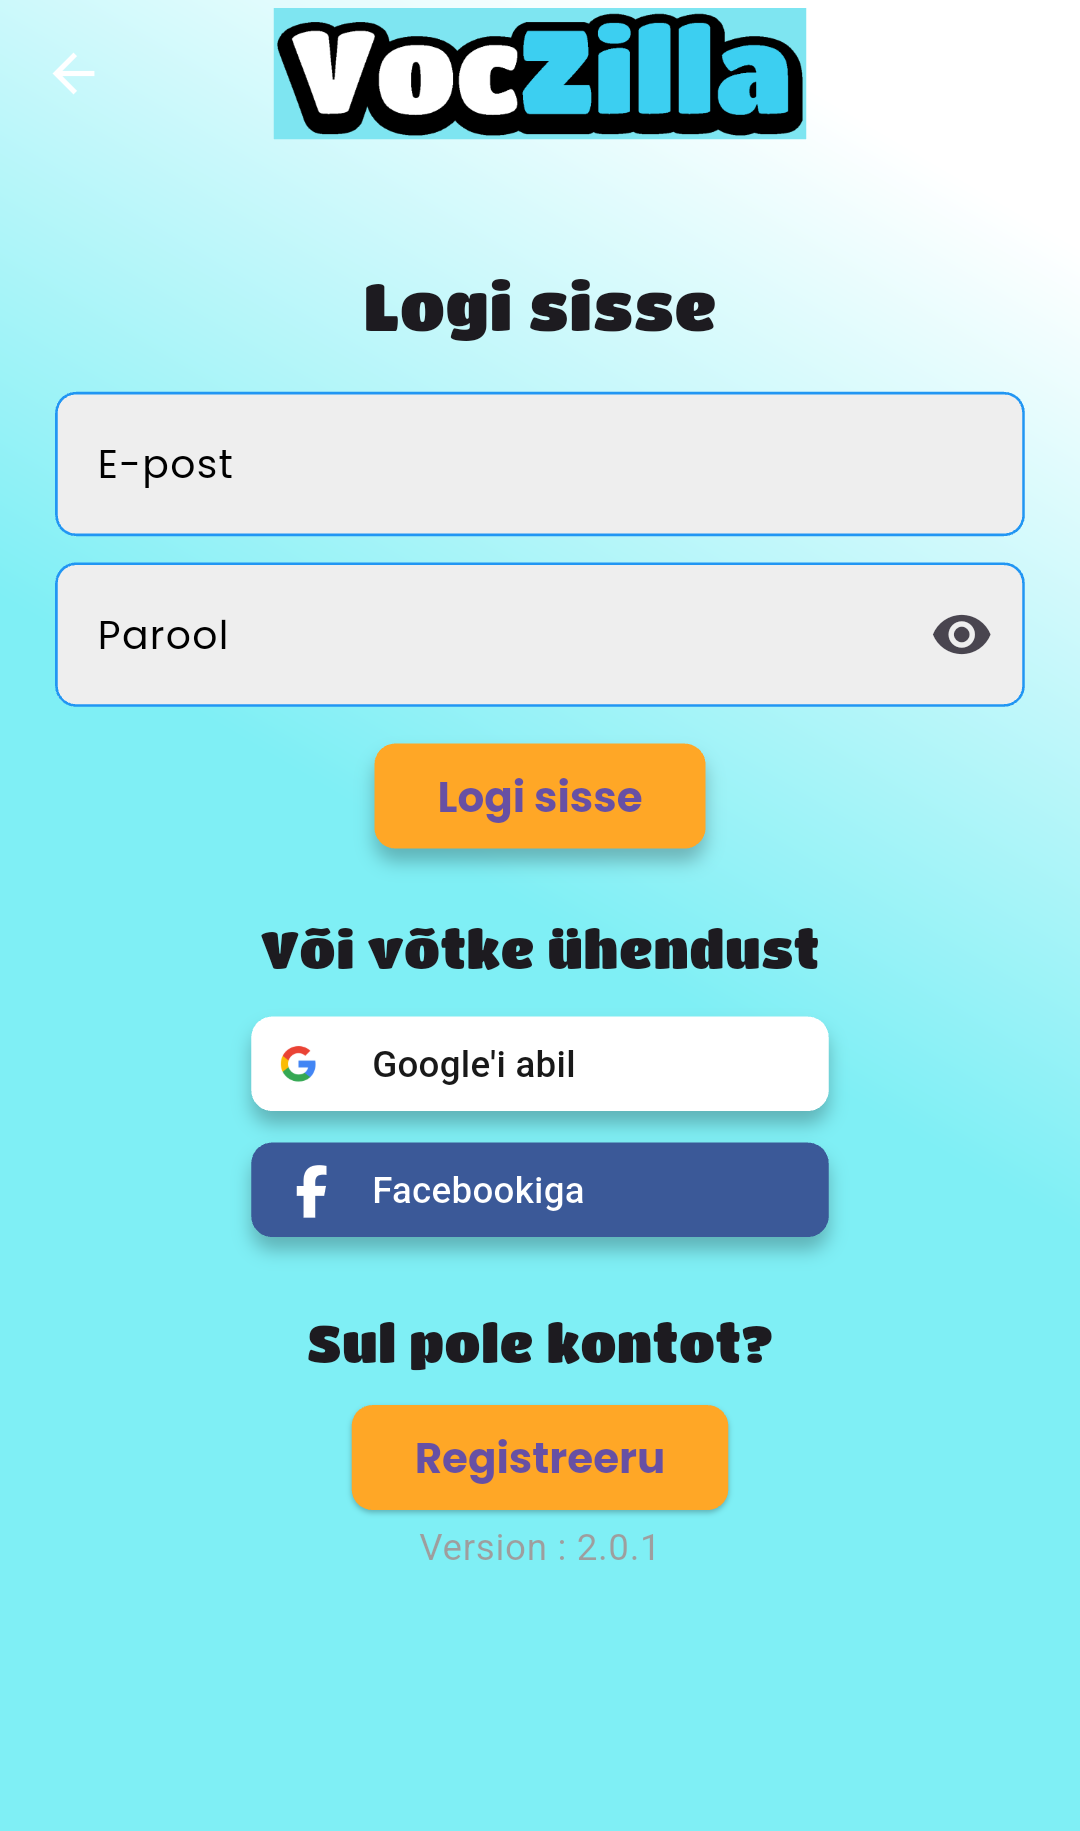 VocZilla
Logi sisse
E-post
Parool
Logi sisse
Või võtke ühendust
Google'i abil
Facebookiga
Sul pole kontot?
Registreeru
Version : 2.0.1